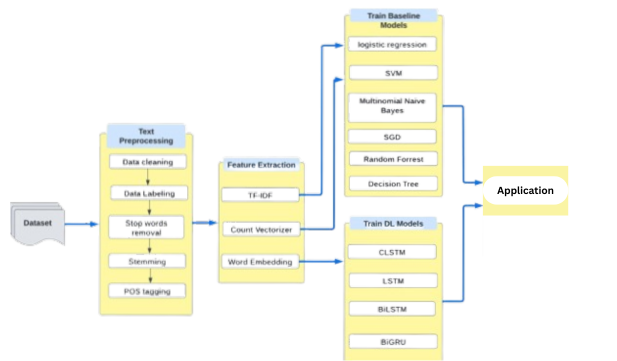 Dataset
Text
Preprocessing
Data cleaning
Data Labeling
Stop words
removal
Stemming
POS tagging
Feature Extraction
TF-IDF
Count Vectorizer
Word Embedding
Train Baseline
Models
logistic regression
SVM
Multinomial Naive
Bayes
SGD
Random Forrest
Decision Tree
Train DL Models
CLSTM
LSTM
BiLSTM
BiGRU
Application